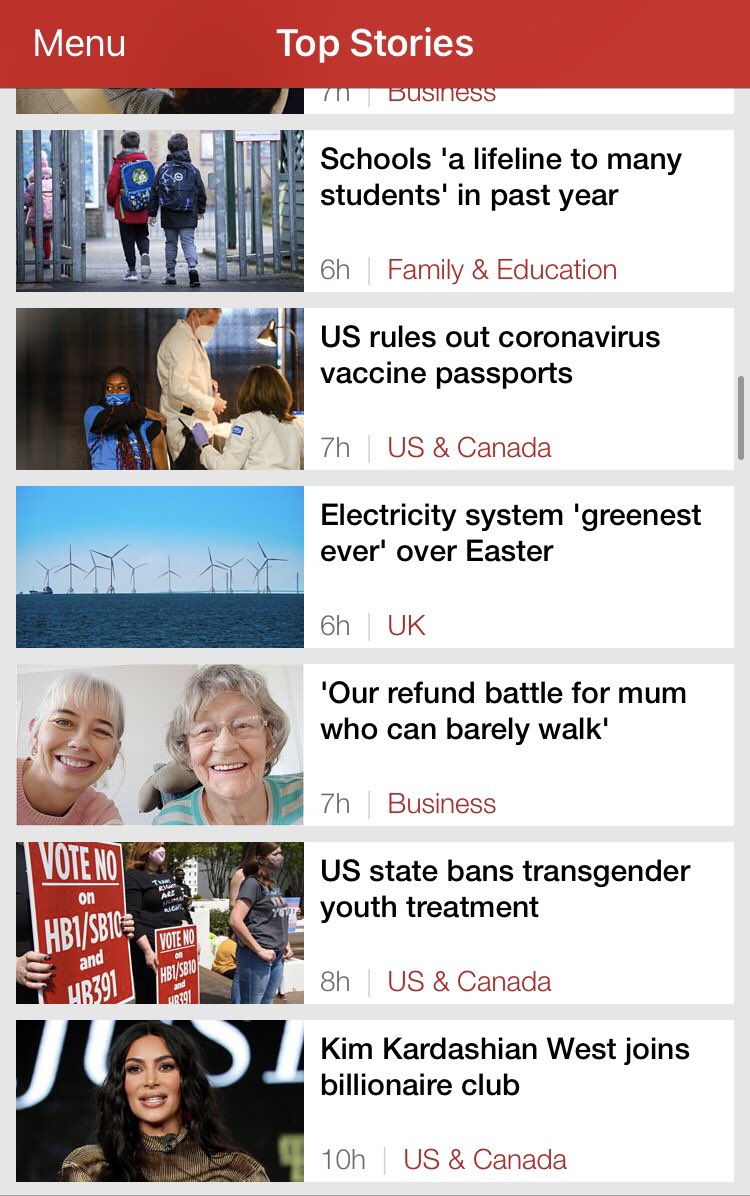 Menu
Top Stories
7h | Business
Schools 'a lifeline to many
students' in past year
6h | Family & Education
US rules out coronavirus
vaccine passports
7h | US & Canada
Electricity system 'greenest
ever' over Easter
6h | UK
'Our refund battle for mum
who can barely walk'
7h | Business
VOTE NO
on
HB1/SB10
and
HB391
VOTE NO
on
HB1/SB10
and
HB391
US state bans transgender
youth treatment
8h | US & Canada
Kim Kardashian West joins
billionaire club
10h | US & Canada